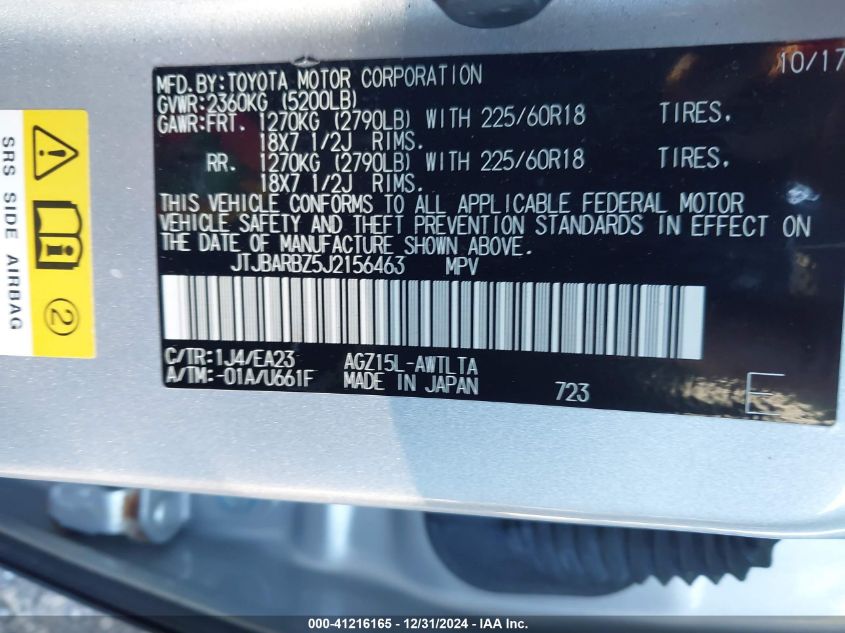 10/17
MFD.BY:TOYOTA MOTOR CORPORATION
GVWR:2360KG (5200LB)
GAWR:FRT. 1270KG (2790LB) WITH 225/60R18 TIRES.
18X7 1/2J RIMS.
RR. 1270KG (2790LB) WITH 225/60R18 TIRES.
18X7 1/2J RIMS.
THIS VEHICLE CONFORMS TO ALL APPLICABLE FEDERAL MOTOR
VEHICLE SAFETY AND THEFT PREVENTION STANDARDS IN EFFECT ON
THE DATE OF MANUFACTURE SHOWN ABOVE.
JTJBARBZ5J2156463 MPV
C/TR:1J4/EA23 AGZ15L-AWTLTA
A/TM:-01A/U661F MADE IN JAPAN 723
E
SRS SIDE AIRBAG
2
000-41216165 - 12/31/2024 - IAA Inc.